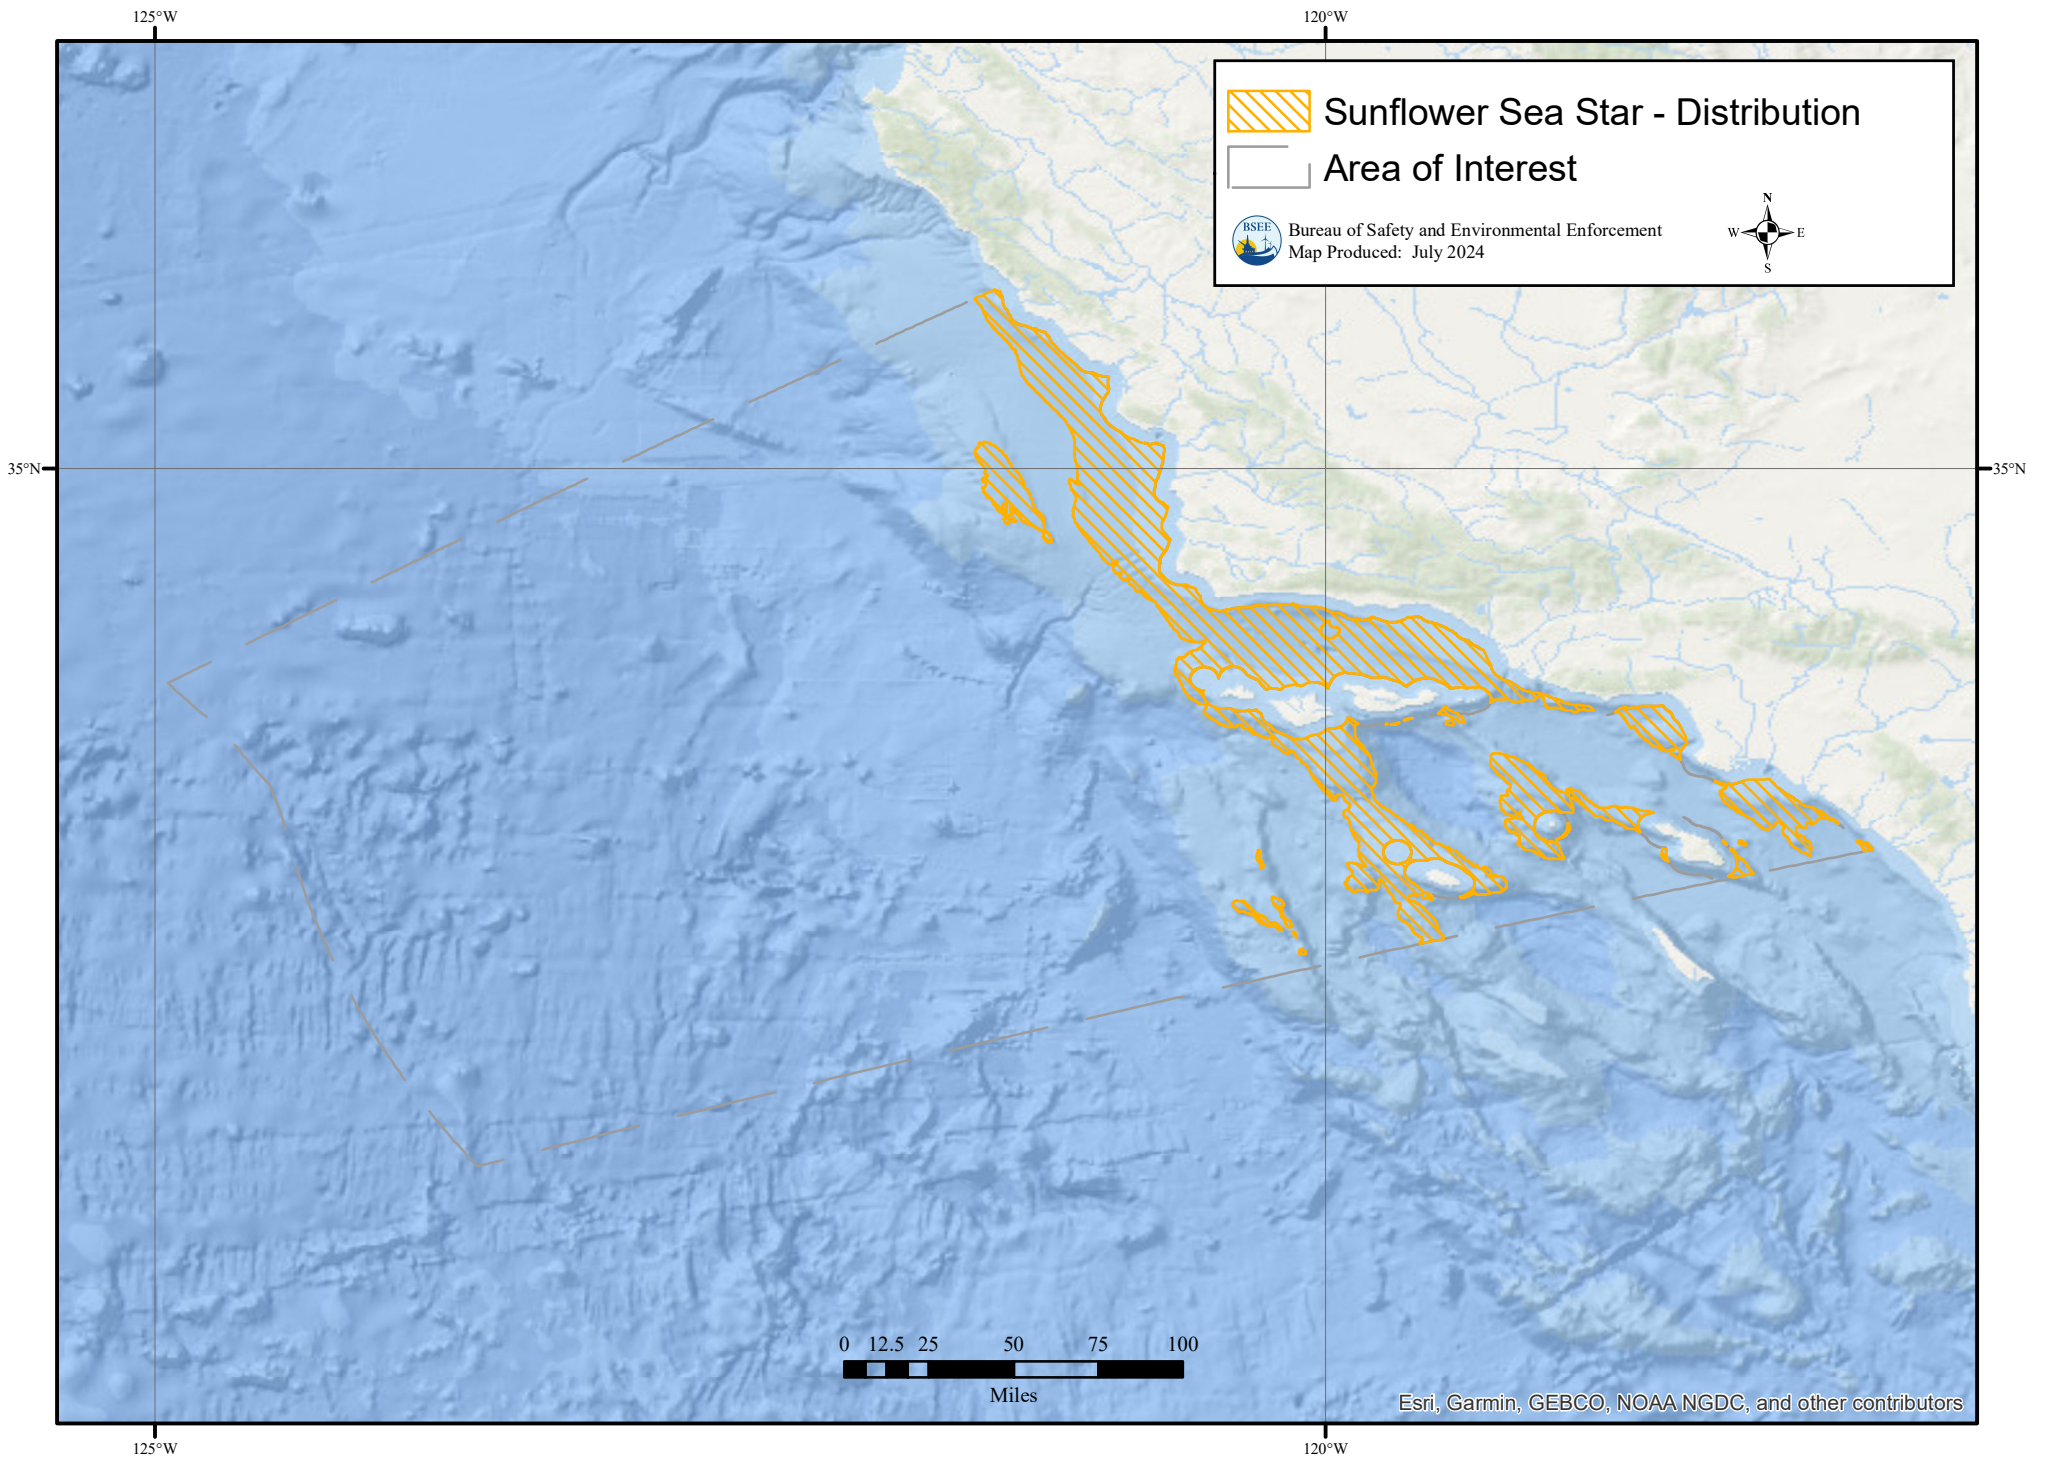 125°W
120°W
Sunflower Sea Star - Distribution
Area of Interest
BSEE
Bureau of Safety and Environmental Enforcement
Map Produced: July 2024
N
W E
S
35°N
35°N
0 12.5 25 50 75 100
Miles
Esri, Garmin, GEBCO, NOAA NGDC, and other contributors
125°W
120°W